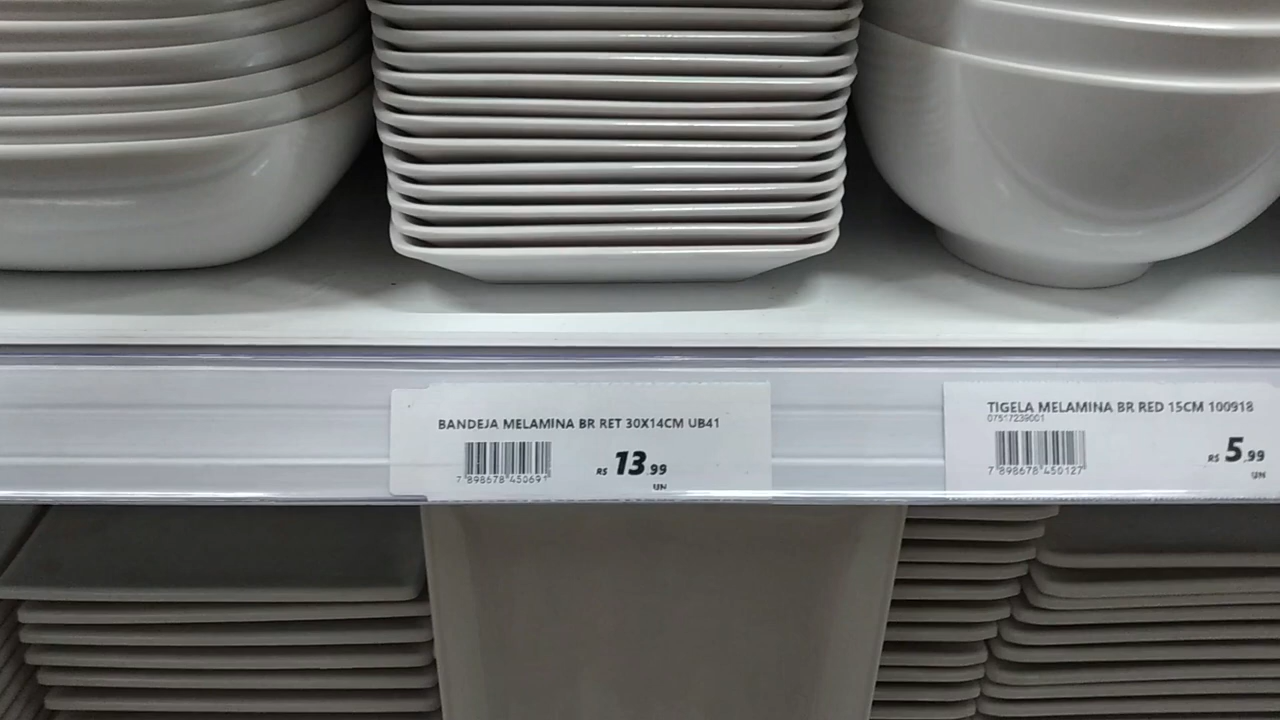 BANDEJA MELAMINA BR RET 30X14CM UB41
7 898678 450691
R$ 13,99
UN
TIGELA MELAMINA BR RED 15CM 100918
07517239001
7 898678 450127
R$ 5,99
UN